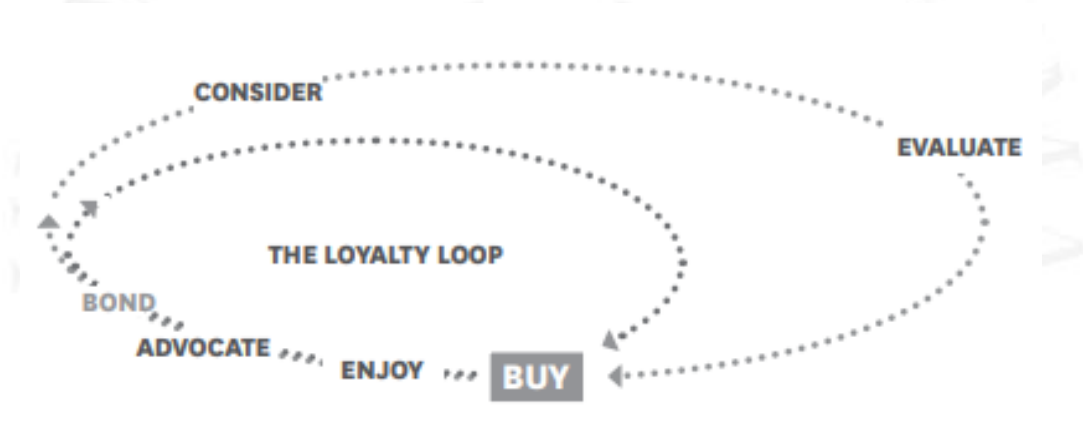 CONSIDER
EVALUATE
THE LOYALTY LOOP
BOND
ADVOCATE
ENJOY
BUY